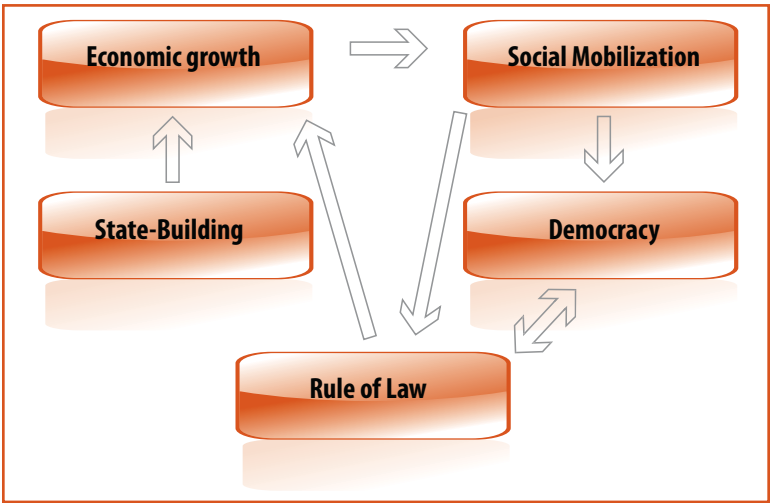 Economic growth
Social Mobilization
State-Building
Democracy
Rule of Law